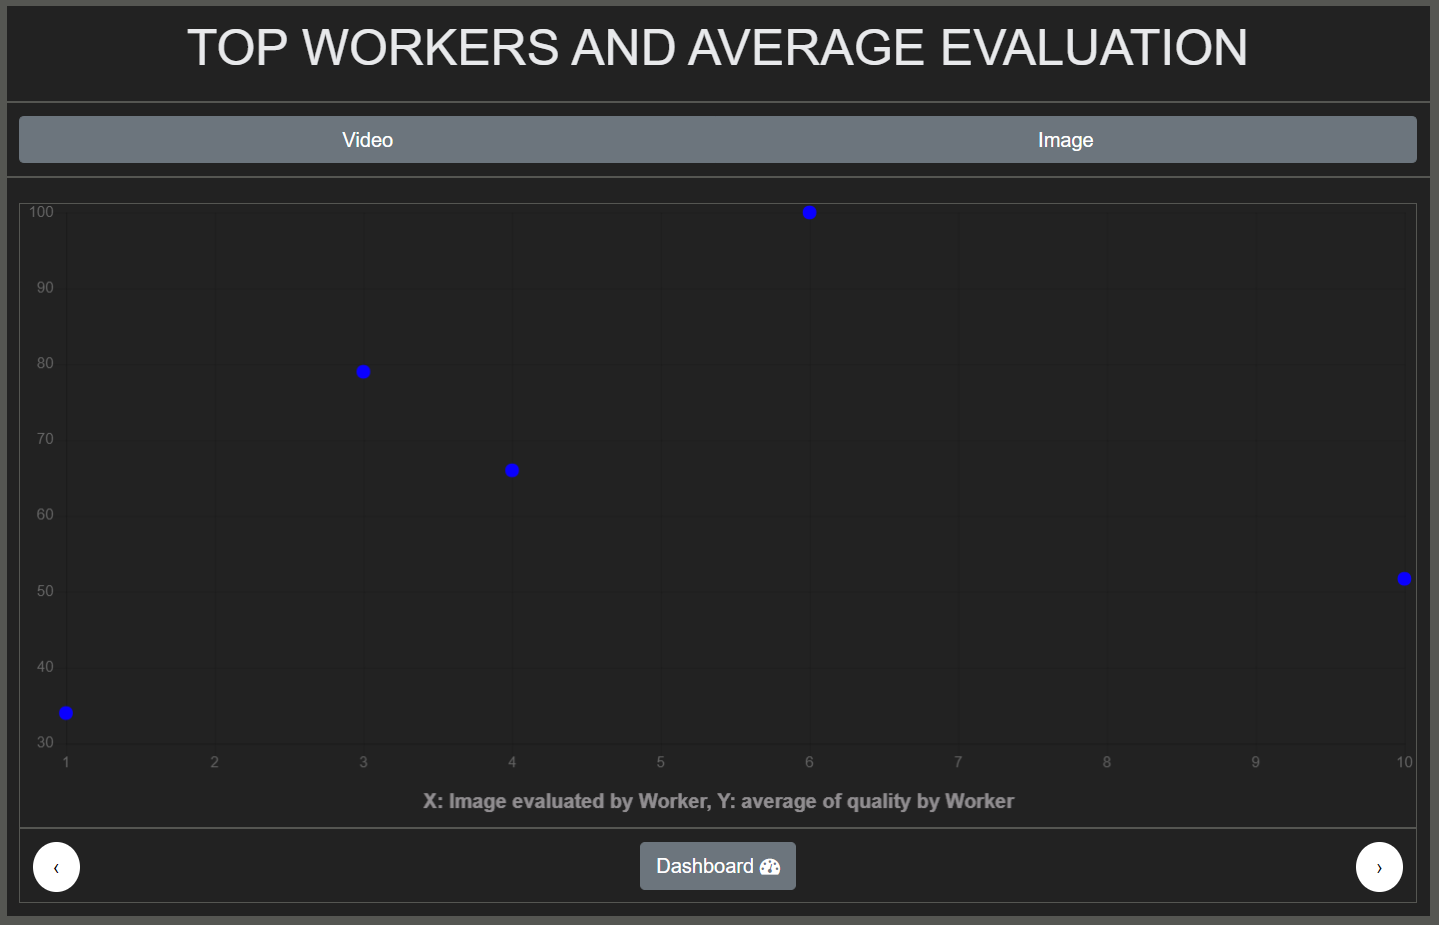 TOP WORKERS AND AVERAGE EVALUATION
Video Image
100
90
80
70
60
50
40
30
1 2 3 4 5 6 7 8 9 10
X: Image evaluated by Worker, Y: average of quality by Worker
‹ Dashboard ›